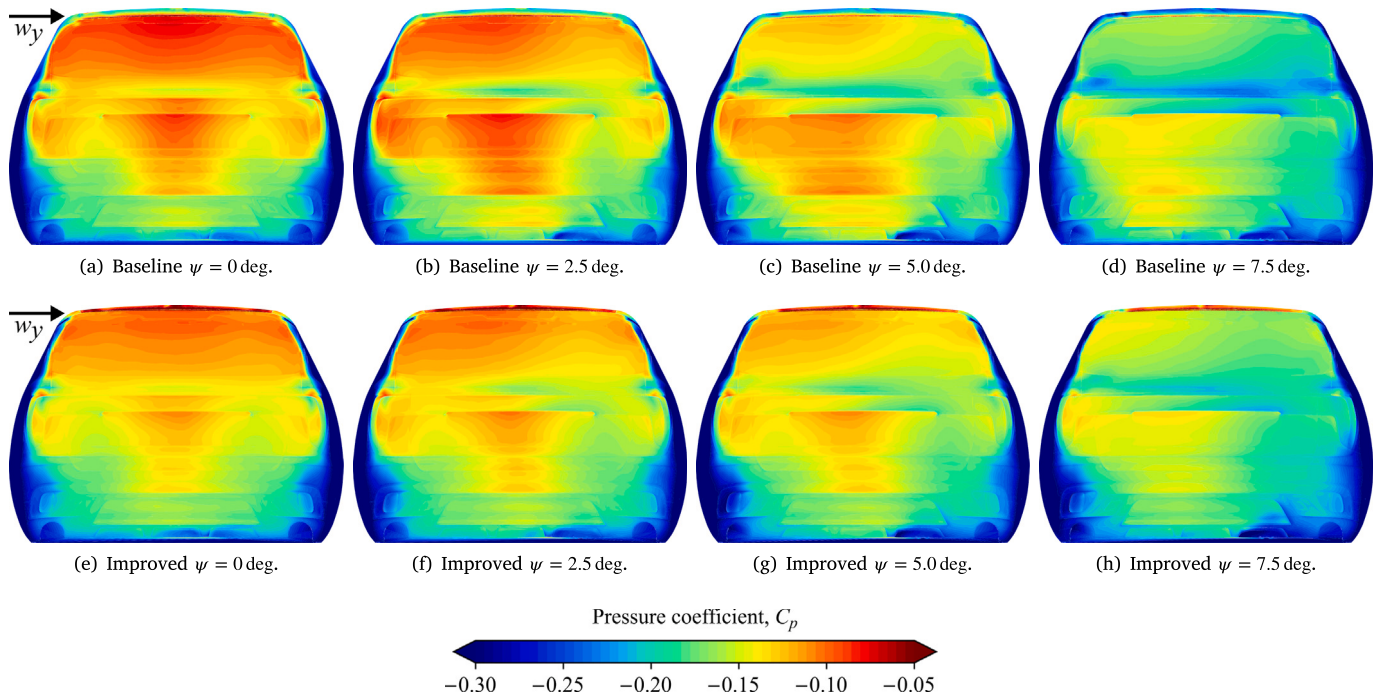 w_y
(a) Baseline ψ = 0 deg.
(b) Baseline ψ = 2.5 deg.
(c) Baseline ψ = 5.0 deg.
(d) Baseline ψ = 7.5 deg.
w_y
(e) Improved ψ = 0 deg.
(f) Improved ψ = 2.5 deg.
(g) Improved ψ = 5.0 deg.
(h) Improved ψ = 7.5 deg.
Pressure coefficient, C_p
−0.30 −0.25 −0.20 −0.15 −0.10 −0.05